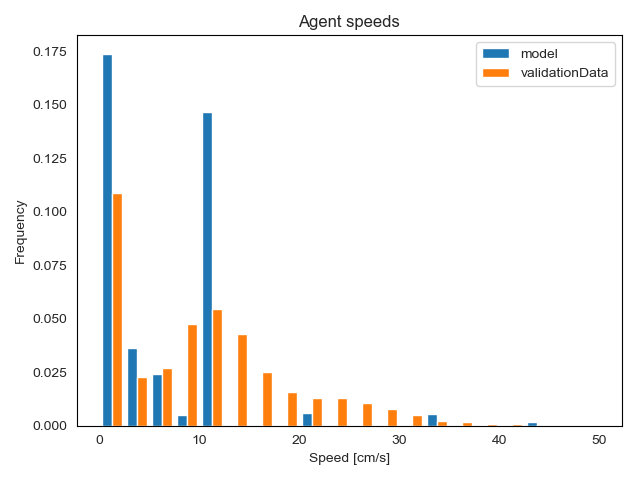 Agent speeds
model
validationData
0.175
0.150
0.125
0.100
0.075
0.050
0.025
0.000
Frequency
0 10 20 30 40 50
Speed [cm/s]